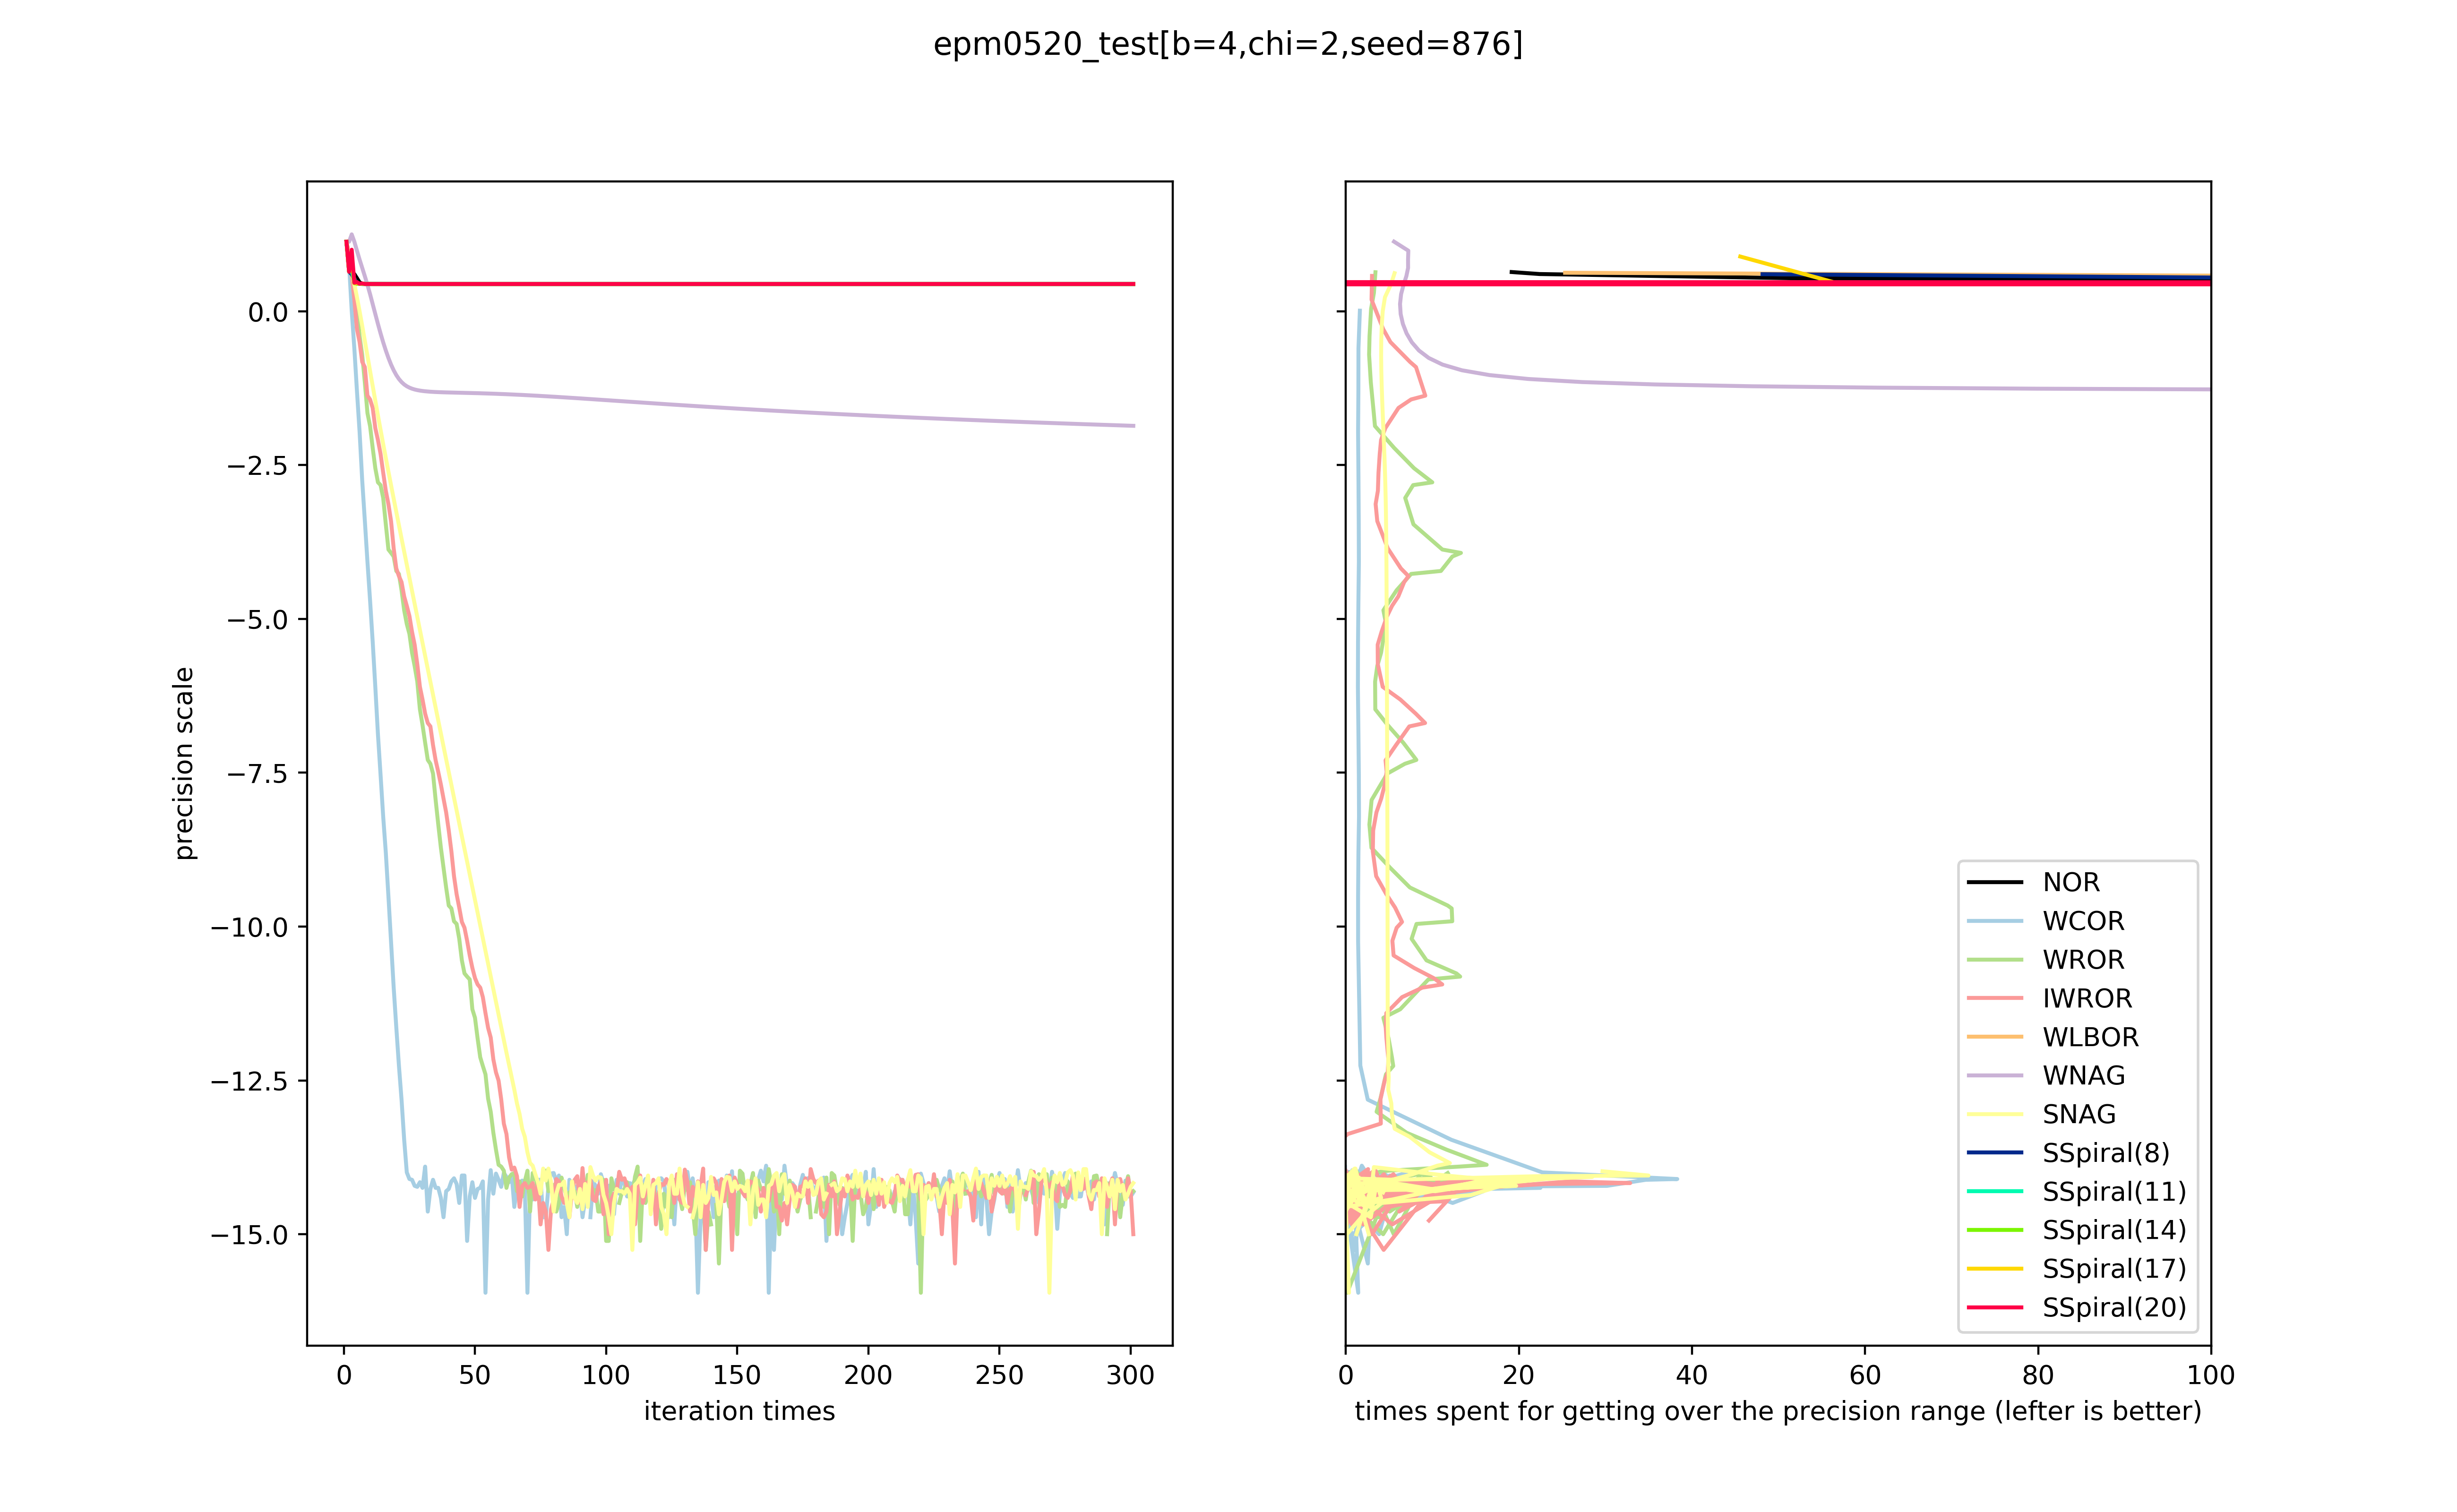 epm0520_test[b=4,chi=2,seed=876]
precision scale
0.0
−2.5
−5.0
−7.5
−10.0
−12.5
−15.0
0 50 100 150 200 250 300
iteration times
0 20 40 60 80 100
times spent for getting over the precision range (lefter is better)
NOR
WCOR
WROR
IWROR
WLBOR
WNAG
SNAG
SSpiral(8)
SSpiral(11)
SSpiral(14)
SSpiral(17)
SSpiral(20)